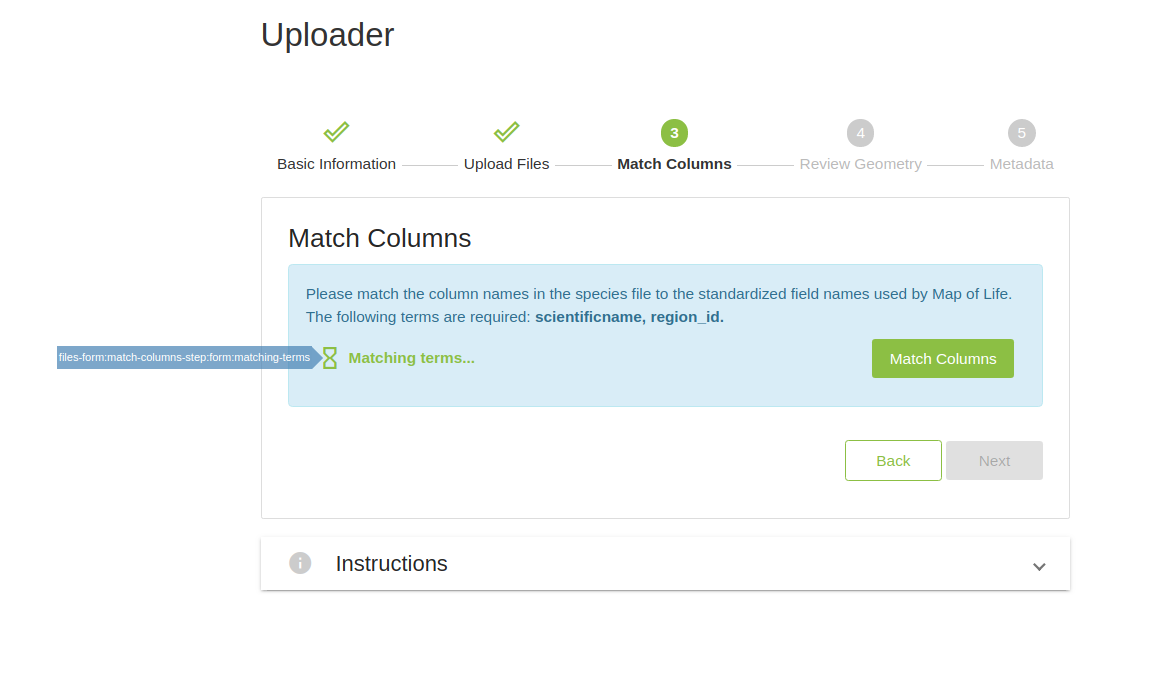 Uploader
3
4
5
Basic Information
Upload Files
Match Columns
Review Geometry
Metadata
Match Columns
Please match the column names in the species file to the standardized field names used by Map of Life.
The following terms are required: scientificname, region_id.
files-form:match-columns-step:form:matching-terms
Matching terms...
Match Columns
Back
Next
Instructions